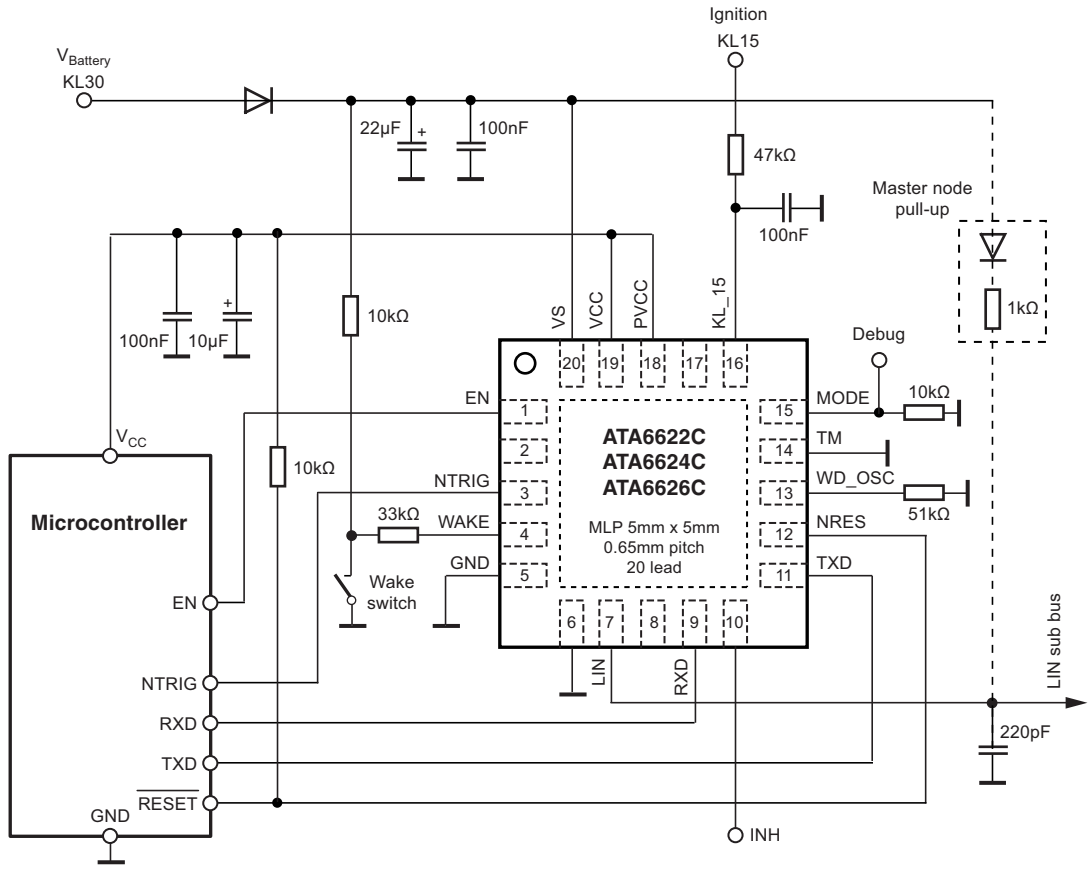 Ignition
KL15
V_Battery
KL30
22µF
+
100nF
47kΩ
100nF
Master node
pull-up
1kΩ
100nF
+
10µF
10kΩ
VS
VCC
PVCC
KL_15
Debug
20
19
18
17
16
EN
1
2
NTRIG
3
WAKE
4
GND
5
ATA6622C
ATA6624C
ATA6626C
MLP 5mm x 5mm
0.65mm pitch
20 lead
15
MODE
10kΩ
14
TM
13
WD_OSC
51kΩ
12
NRES
11
TXD
VCC
10kΩ
33kΩ
Wake
switch
Microcontroller
EN
NTRIG
RXD
TXD
RESET
GND
6
7
8
9
10
LIN
RXD
INH
LIN sub bus
220pF